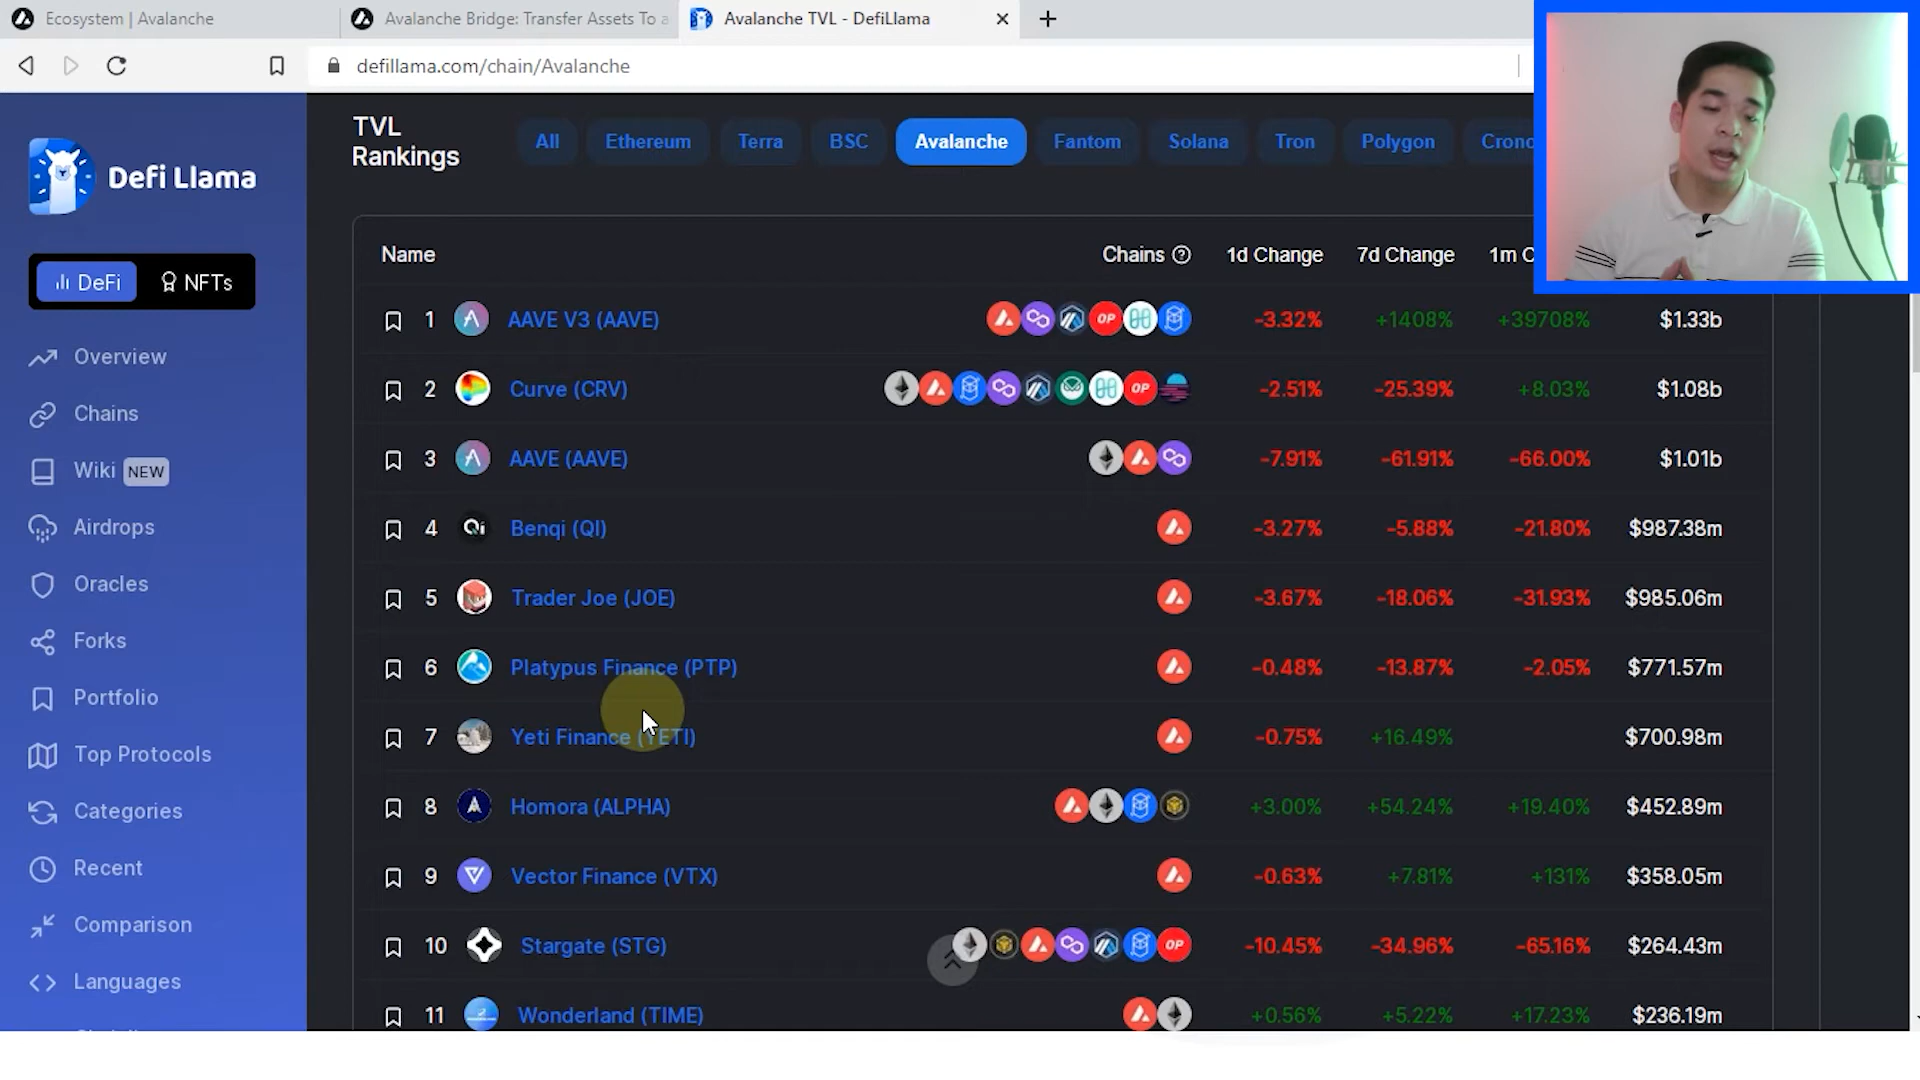 Ecosystem | Avalanche
Avalanche Bridge: Transfer Assets To a
Avalanche TVL - DefiLlama
defillama.com/chain/Avalanche
Defi Llama
DeFi
NFTs
Overview
Chains
Wiki NEW
Airdrops
Oracles
Forks
Portfolio
Top Protocols
Categories
Recent
Comparison
Languages
TVL
Rankings
All Ethereum Terra BSC Avalanche Fantom Solana Tron Polygon Crono
Name Chains 1d Change 7d Change 1m C
1 AAVE V3 (AAVE) OP -3.32% +1408% +39708% $1.33b
2 Curve (CRV) OP -2.51% -25.39% +8.03% $1.08b
3 AAVE (AAVE) -7.91% -61.91% -66.00% $1.01b
4 Qi Benqi (QI) -3.27% -5.88% -21.80% $987.38m
5 Trader Joe (JOE) -3.67% -18.06% -31.93% $985.06m
6 Platypus Finance (PTP) -0.48% -13.87% -2.05% $771.57m
7 Yeti Finance (YETI) -0.75% +16.49% $700.98m
8 Homora (ALPHA) +3.00% +54.24% +19.40% $452.89m
9 Vector Finance (VTX) -0.63% +7.81% +131% $358.05m
10 Stargate (STG) OP -10.45% -34.96% -65.16% $264.43m
11 Wonderland (TIME) +0.56% +5.22% +17.23% $236.19m